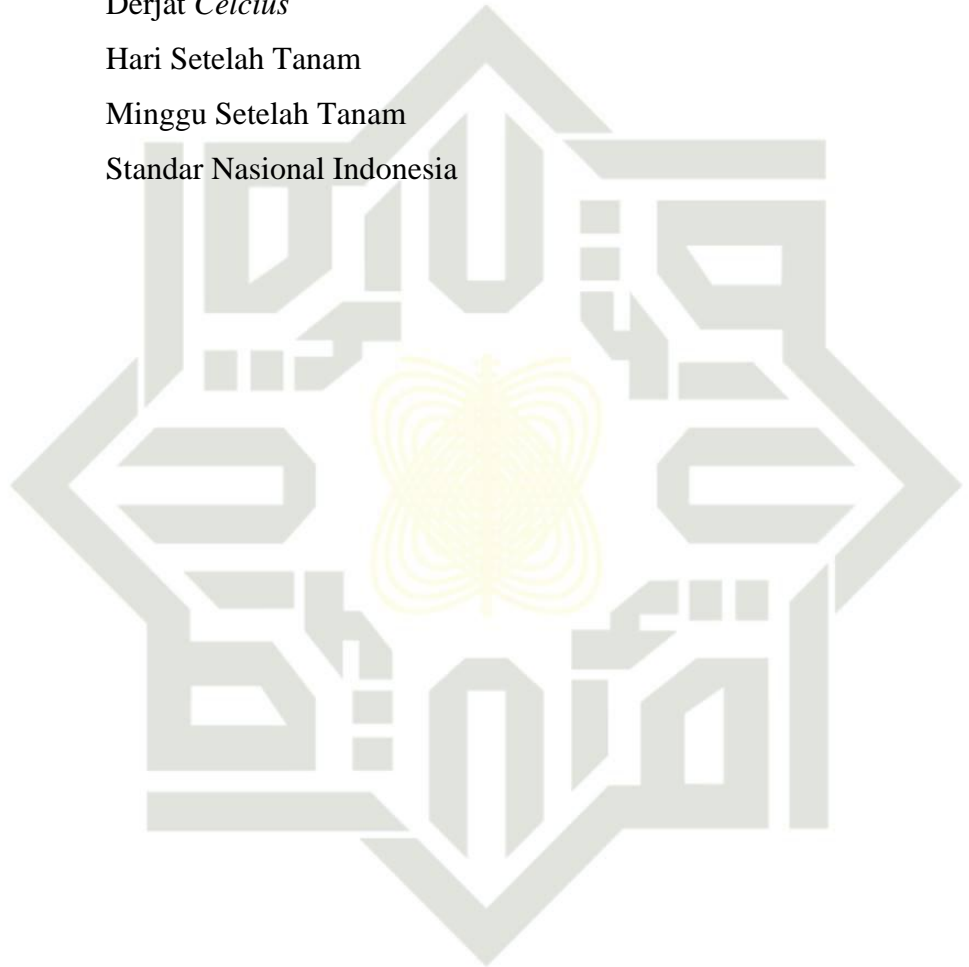 Derjat Celcius
Hari Setelah Tanam
Minggu Setelah Tanam
Standar Nasional Indonesia